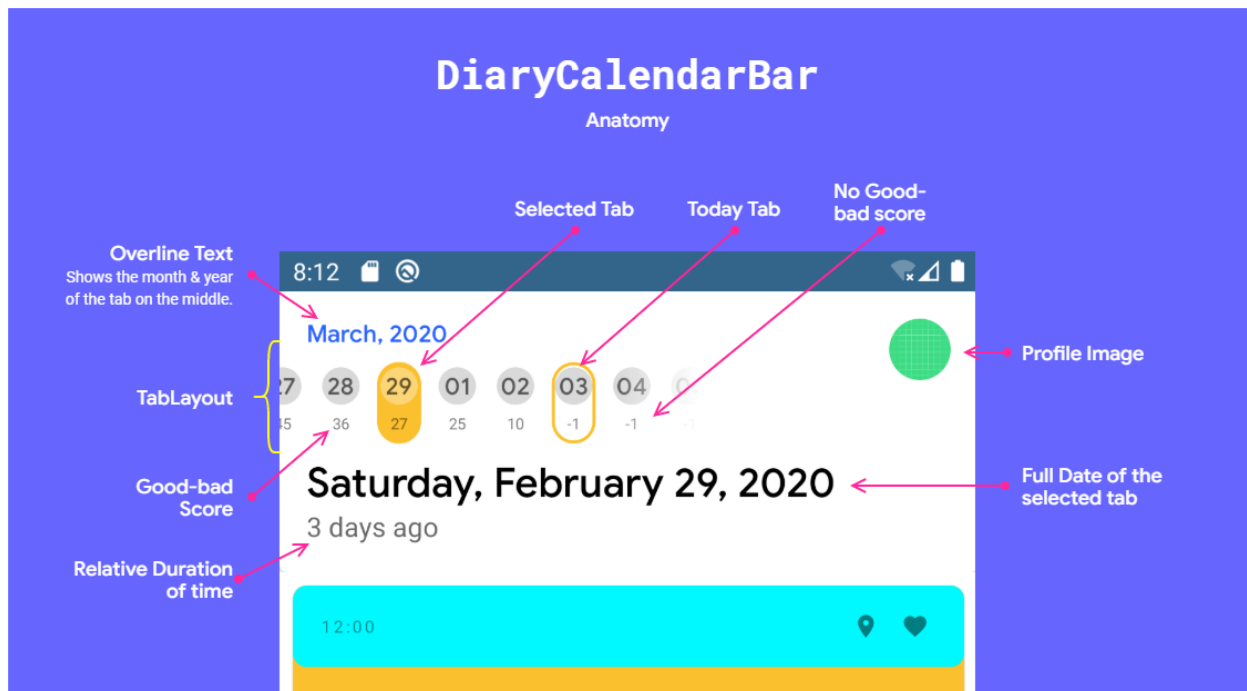 DiaryCalendarBar
Anatomy
No Good-
bad score
Selected Tab
Today Tab
Overline Text
Shows the month & year
of the tab on the middle.
8:12
March, 2020
Profile Image
TabLayout
28 29 01 02 03 04
36 27 25 10 -1 -1
Good-bad
Score
Saturday, February 29, 2020
Full Date of the
selected tab
3 days ago
Relative Duration
of time
12:00